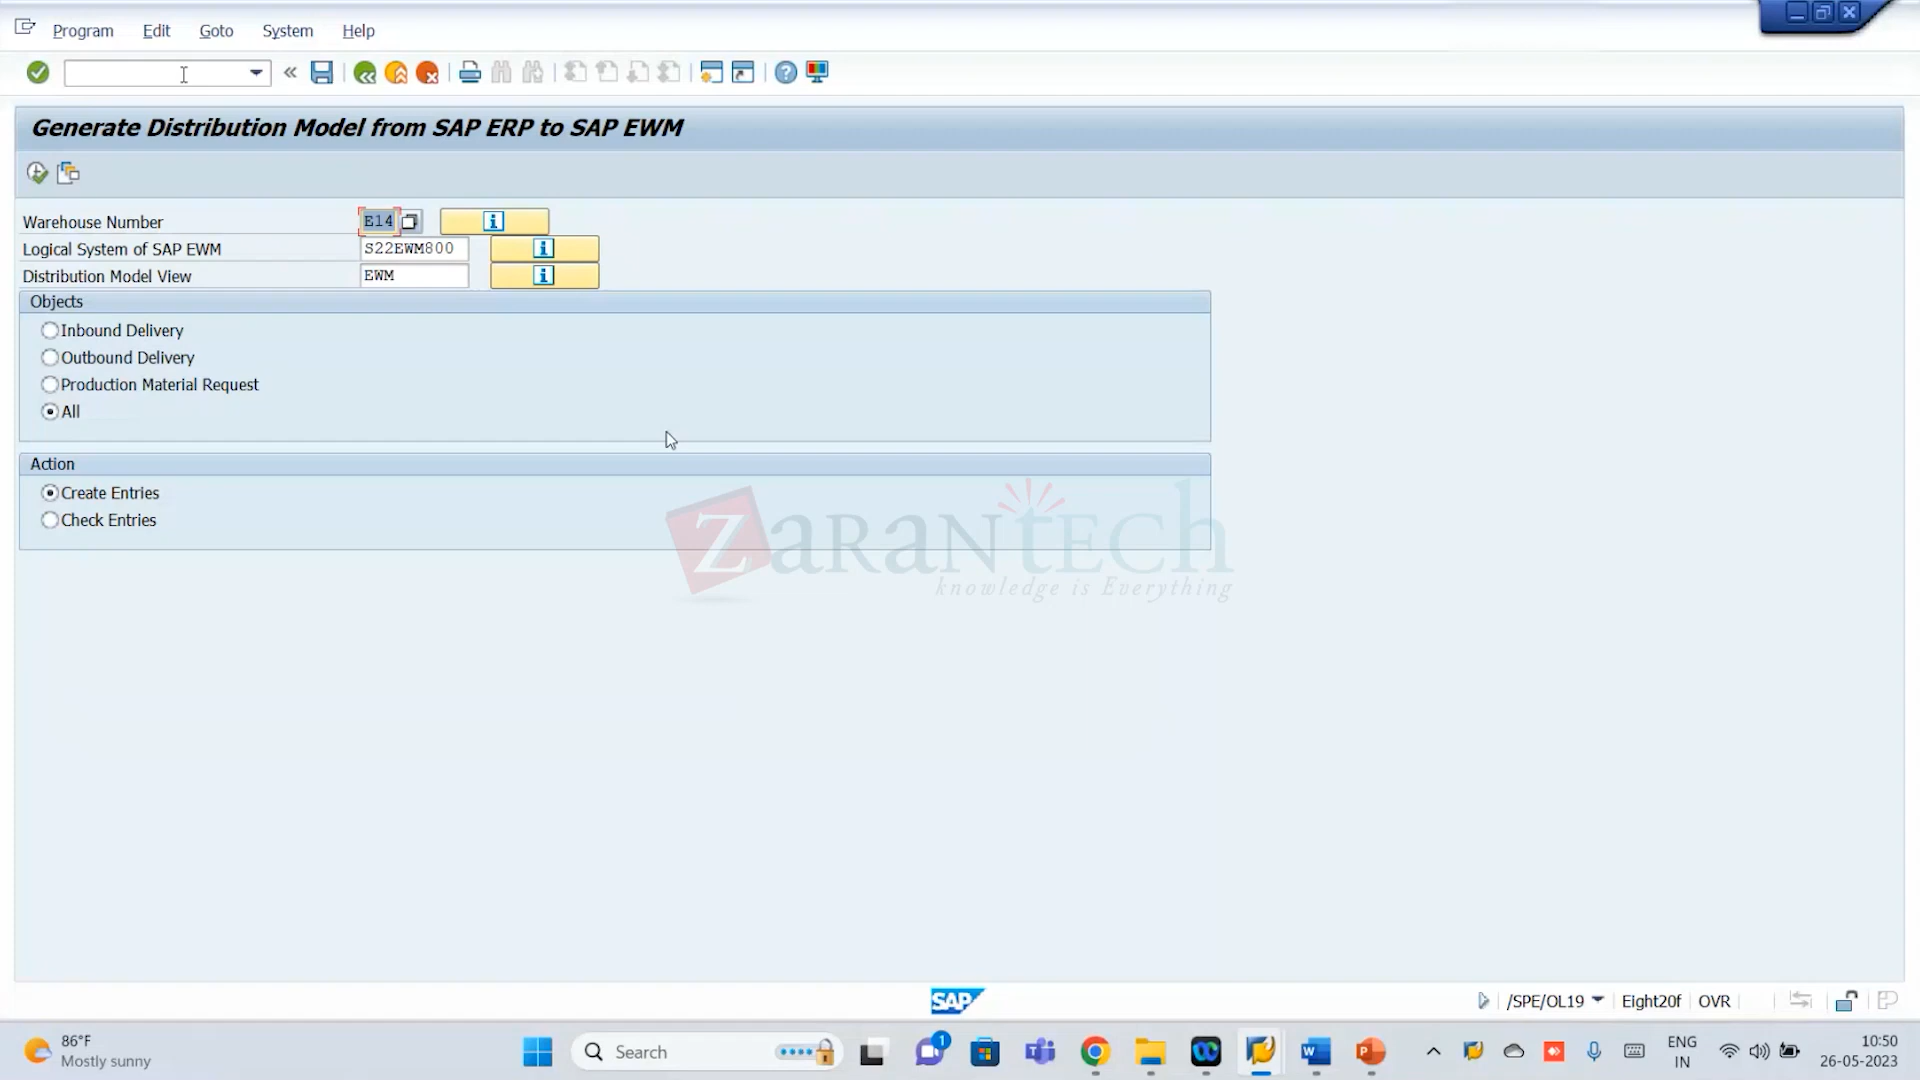 Program Edit Goto System Help
Generate Distribution Model from SAP ERP to SAP EWM
Warehouse Number E14
Logical System of SAP EWM S22EWM800
Distribution Model View EWM
Objects
Inbound Delivery
Outbound Delivery
Production Material Request
All
Action
Create Entries
Check Entries
ZaranTech
knowledge is Everything
SAP /SPE/OL19 Eight20f OVR
86°F
Mostly sunny
Search
1
ENG
IN
10:50
26-05-2023